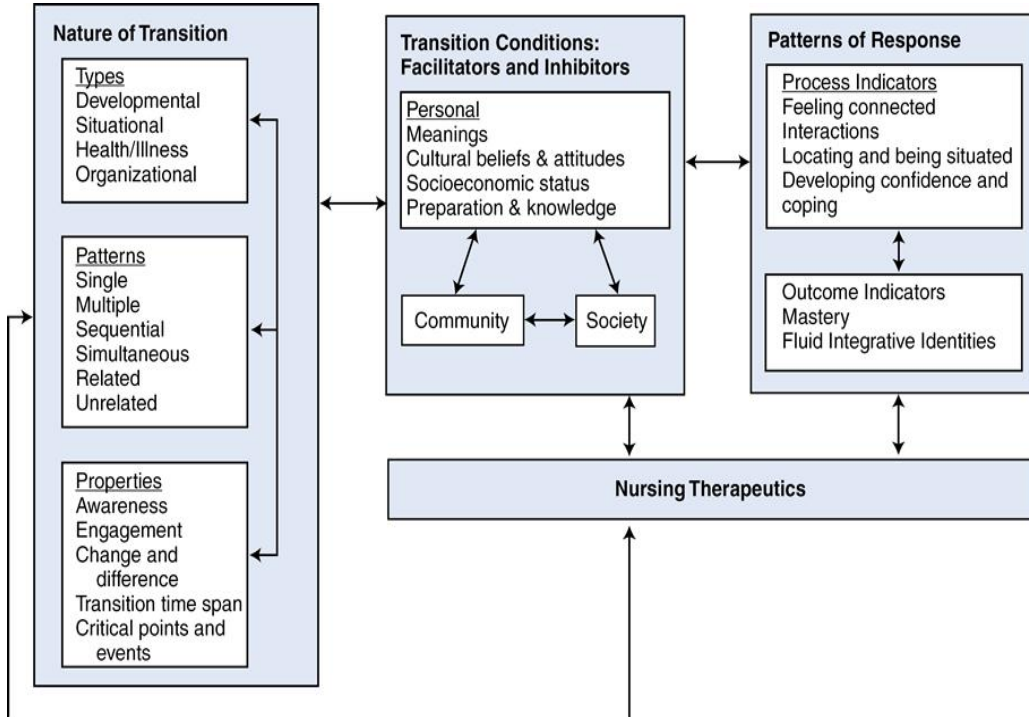 Nature of Transition
Types
Developmental
Situational
Health/Illness
Organizational
Patterns
Single
Multiple
Sequential
Simultaneous
Related
Unrelated
Properties
Awareness
Engagement
Change and
difference
Transition time span
Critical points and
events
Transition Conditions:
Facilitators and Inhibitors
Personal
Meanings
Cultural beliefs & attitudes
Socioeconomic status
Preparation & knowledge
Community
Society
Patterns of Response
Process Indicators
Feeling connected
Interactions
Locating and being situated
Developing confidence and
coping
Outcome Indicators
Mastery
Fluid Integrative Identities
Nursing Therapeutics